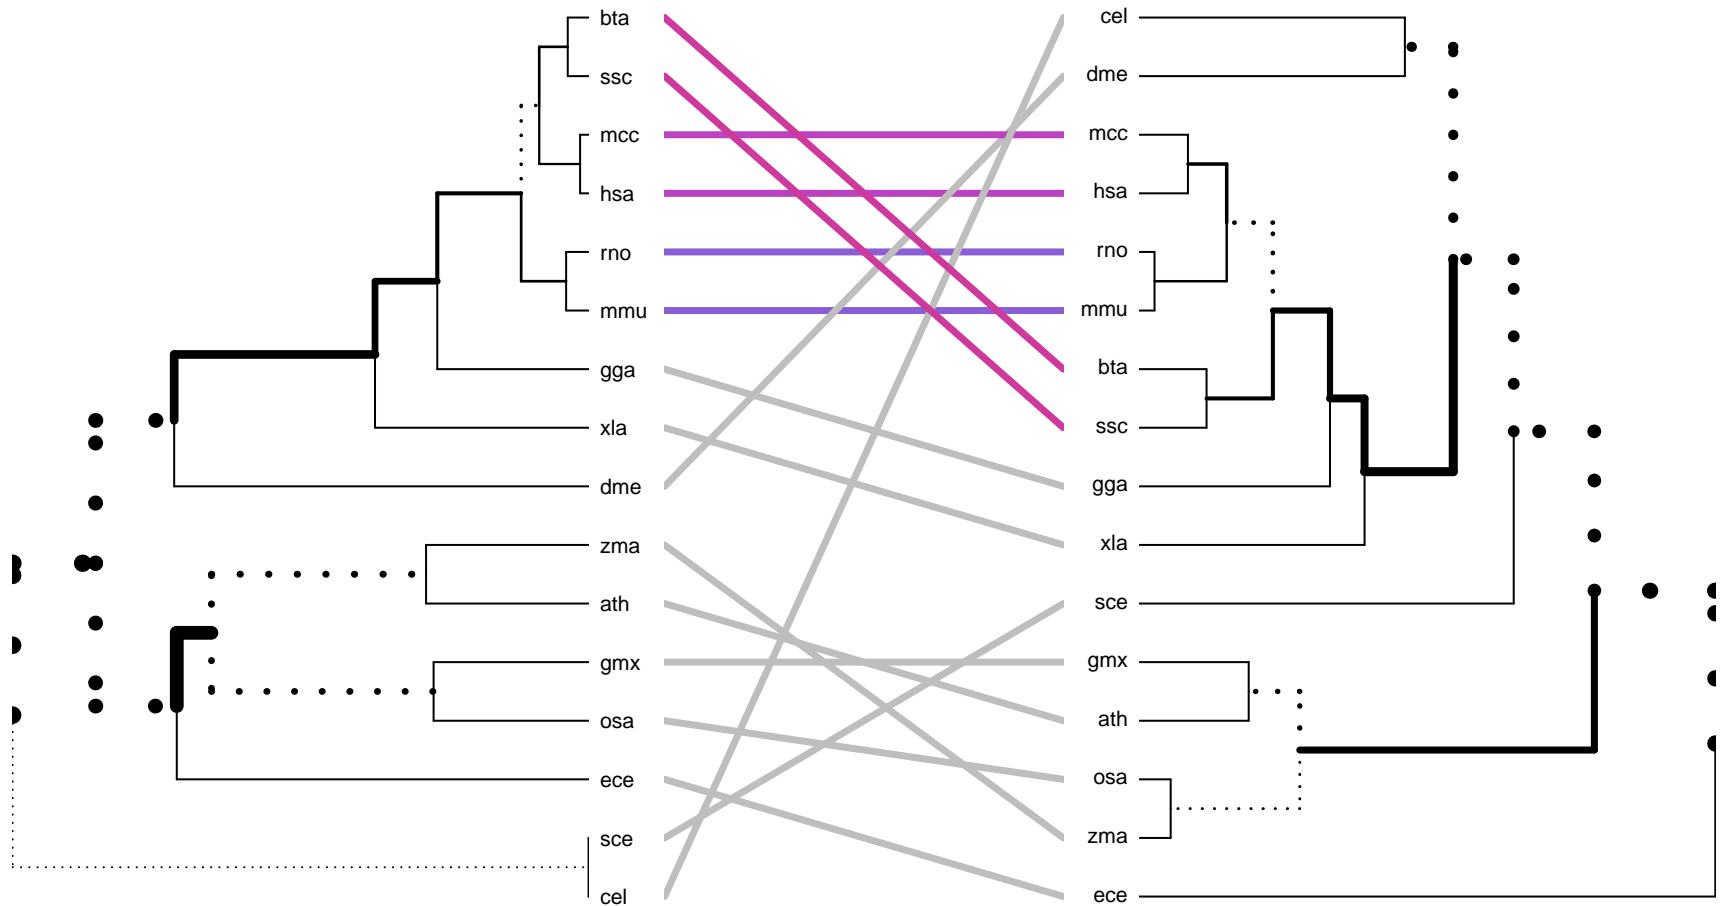 bta cel
ssc dme
mcc mcc
hsa hsa
rno rno
mmu mmu
gga bta
xla ssc
dme gga
zma xla
ath sce
gmx gmx
osa ath
ece osa
sce zma
cel ece